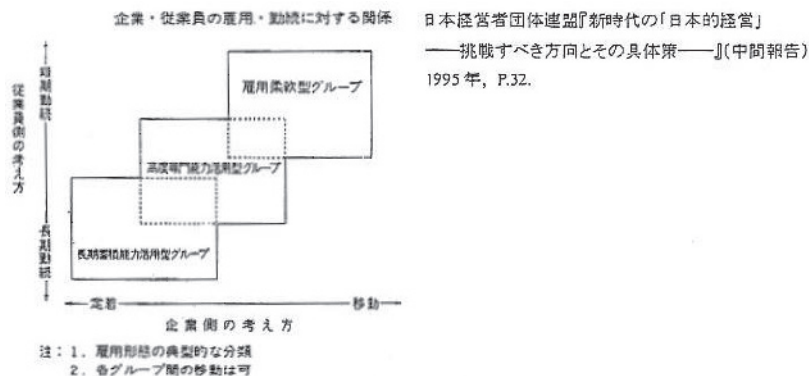 企業・従業員の雇用・勤続に対する関係
日本経営者団体連盟『新時代の「日本的経営」
――挑戦すべき方向とその具体策――』(中間報告)
1995年, P.32.
従業員側の考え方
短期勤続
長期勤続
雇用柔軟型グループ
高度専門能力活用型グループ
長期蓄積能力活用型グループ
定着
移動
企業側の考え方
注:1. 雇用形態の典型的な分類
2. 各グループ間の移動は可